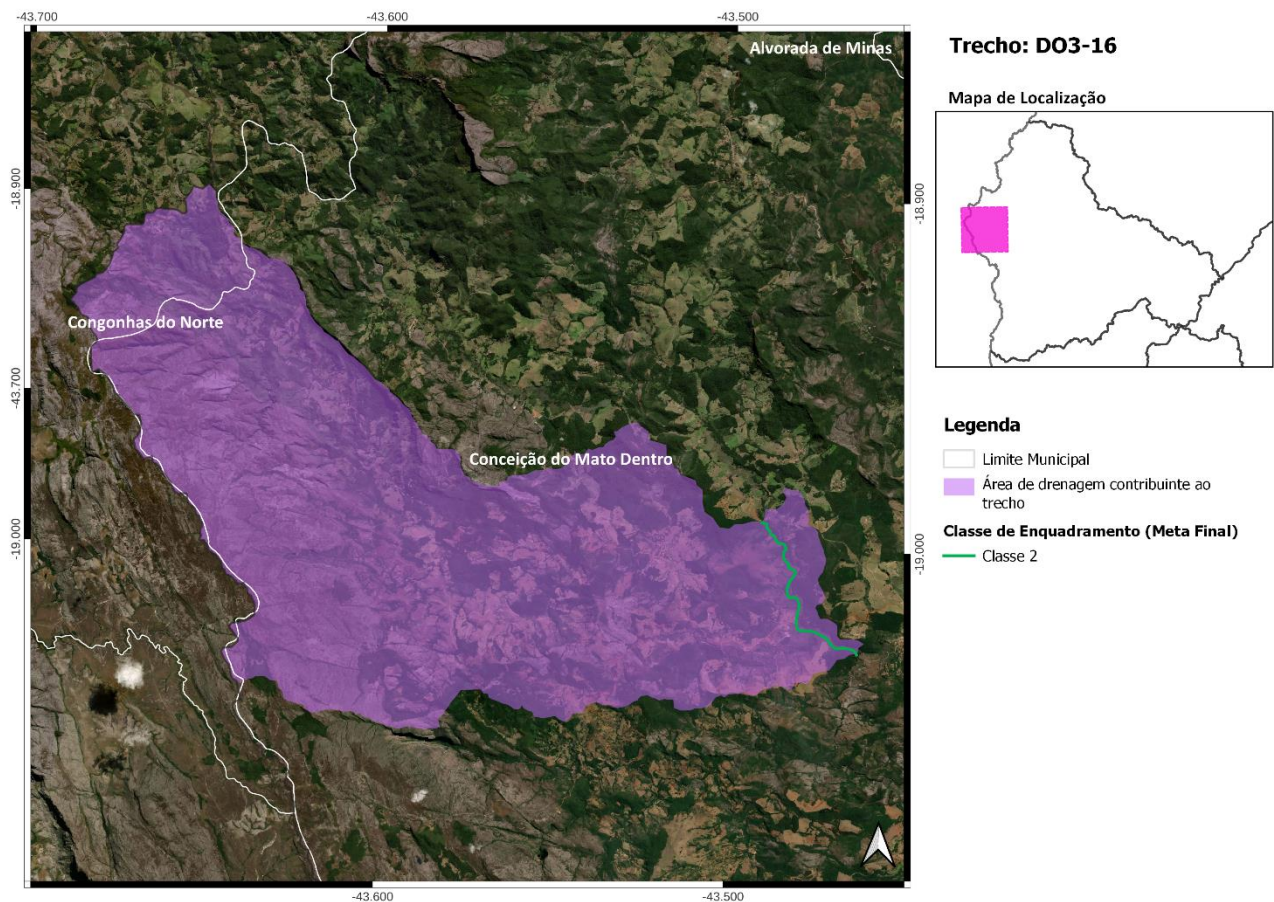 -43.700
-43.600
-43.500
Alvorada de Minas
-18.900
-18.900
Congonhas do Norte
-43.700
Conceição do Mato Dentro
-19.000
-19.000
-43.600
-43.500
Trecho: DO3-16
Mapa de Localização
Legenda
Limite Municipal
Área de drenagem contribuinte ao
trecho
Classe de Enquadramento (Meta Final)
Classe 2